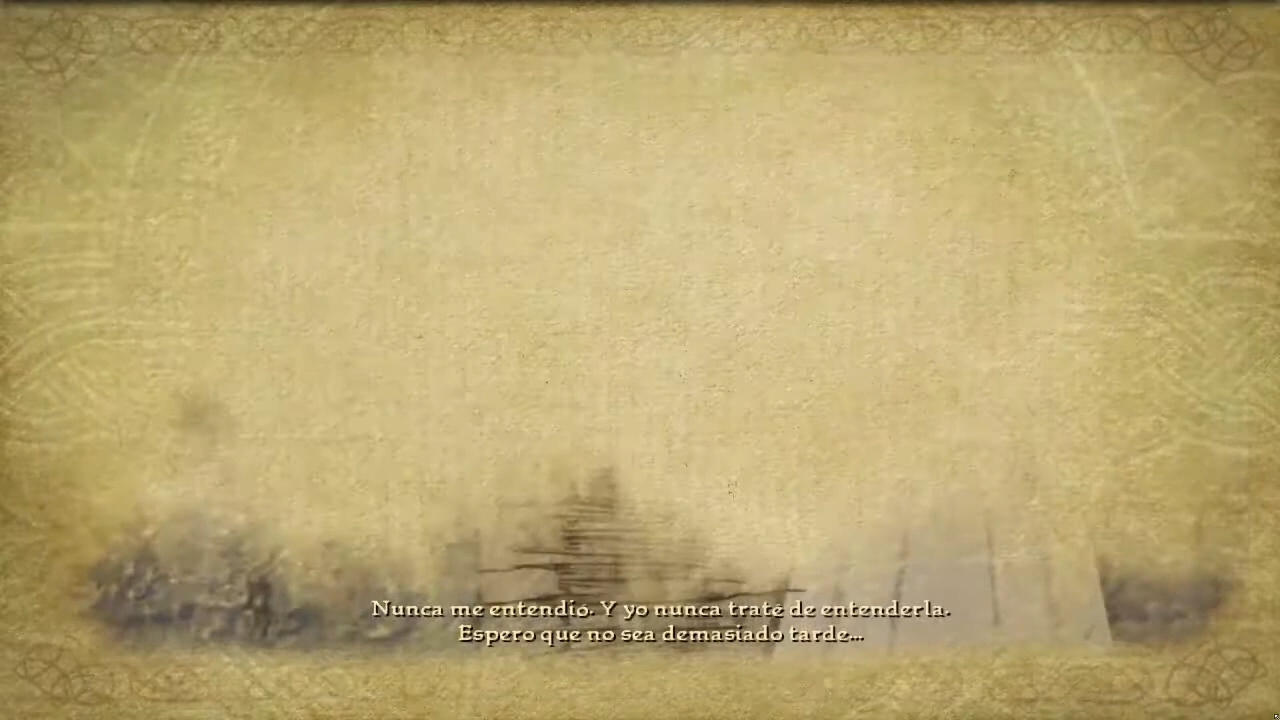 Nunca me entendió. Y yo nunca traté de entenderla.
Espero que no sea demasiado tarde...